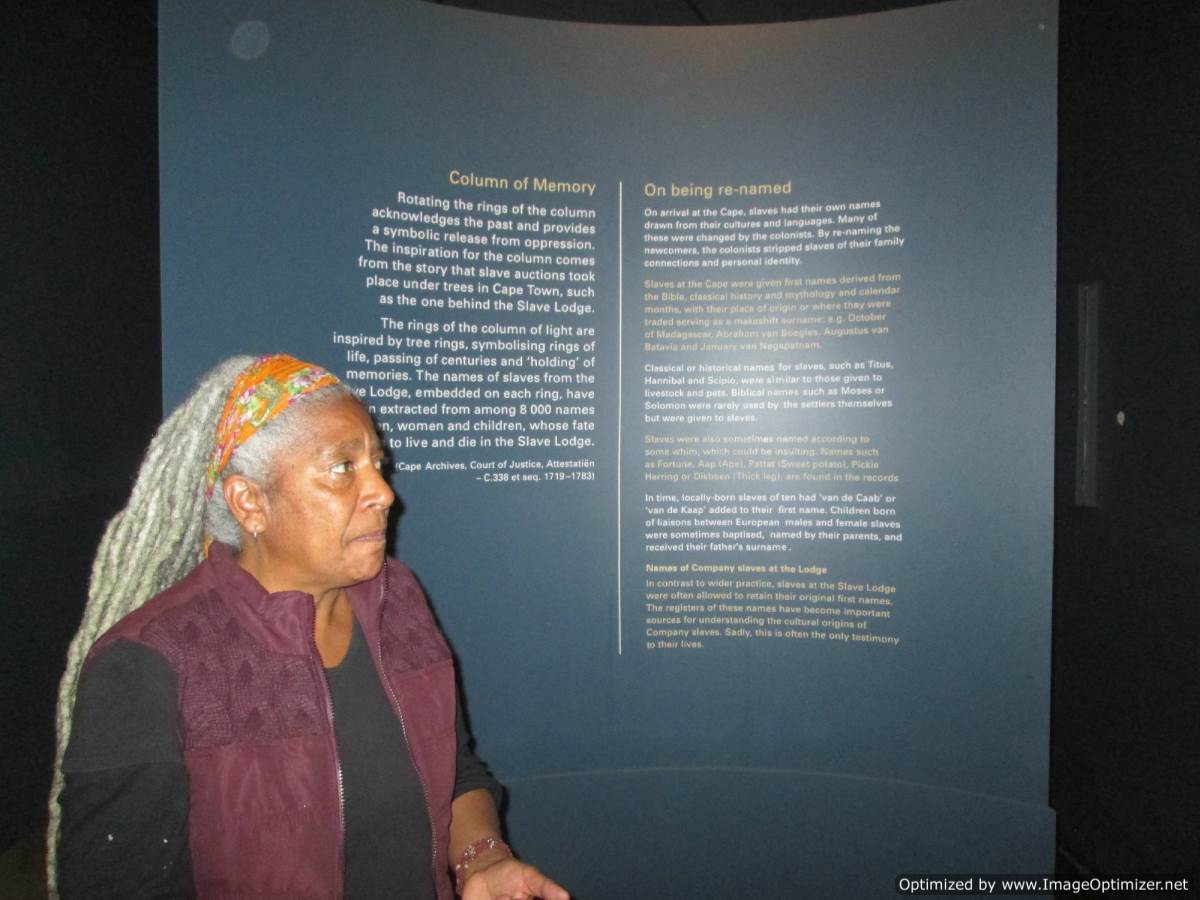 Column of Memory
Rotating the rings of the column
acknowledges the past and provides
a symbolic release from oppression.
The inspiration for the column comes
from the story that slave auctions took
place under trees in Cape Town, such
as the one behind the Slave Lodge.
The rings of the column of light are
inspired by tree rings, symbolising rings of
life, passing of centuries and ‘holding’ of
memories. The names of slaves from the
ve Lodge, embedded on each ring, have
n extracted from among 8 000 names
en, women and children, whose fate
to live and die in the Slave Lodge.
(Cape Archives, Court of Justice, Attestatiën
– C.338 et seq. 1719–1783)
On being re-named
On arrival at the Cape, slaves had their own names
drawn from their cultures and languages. Many of
these were changed by the colonists. By re-naming the
newcomers, the colonists stripped slaves of their family
connections and personal identity.
Slaves at the Cape were given first names derived from
the Bible, classical history and mythology and calendar
months, with their place of origin or where they were
traded serving as a makeshift surname: e.g. October
of Madagascar, Abraham van Boegies, Augustus van
Batavia and January van Negapatnam.
Classical or historical names for slaves, such as Titus,
Hannibal and Scipio, were similar to those given to
livestock and pets. Biblical names such as Moses or
Solomon were rarely used by the settlers themselves
but were given to slaves.
Slaves were also sometimes named according to
some whim, which could be insulting. Names such
as Fortune, Aap (Ape), Pattat (Sweet potato), Pickle
Herring or Dikbeen (Thick leg), are found in the records
In time, locally-born slaves of ten had ‘van de Caab’ or
‘van de Kaap’ added to their first name. Children born
of liaisons between European males and female slaves
were sometimes baptised, named by their parents, and
received their father’s surname .
Names of Company slaves at the Lodge
In contrast to wider practice, slaves at the Slave Lodge
were often allowed to retain their original first names.
The registers of these names have become important
sources for understanding the cultural origins of
Company slaves. Sadly, this is often the only testimony
to their lives.
Optimized by www.ImageOptimizer.net